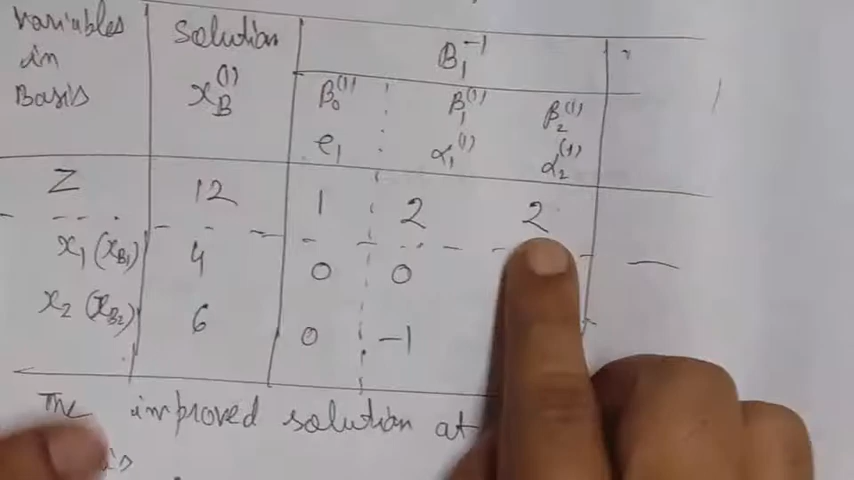 Variables in Basis | Solution x_B^(1) | B_1^-1
β_0^(1) | β_1^(1) | β_2^(1)
e_1 | α_1^(1) | α_2^(1)
Z | 12 | 1 | 2 | 2
x_1 (x_B1) | 4 | 0 | 0 | —
x_2 (x_B2) | 6 | 0 | -1
The improved solution at
is